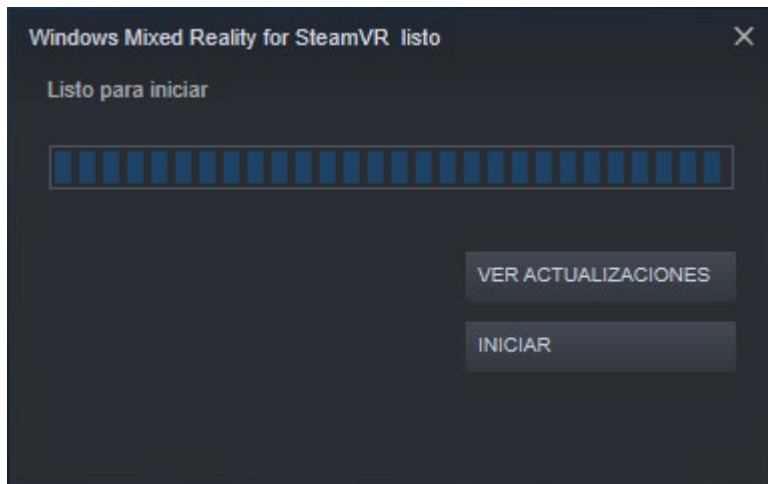 Windows Mixed Reality for SteamVR listo
Listo para iniciar
VER ACTUALIZACIONES
INICIAR